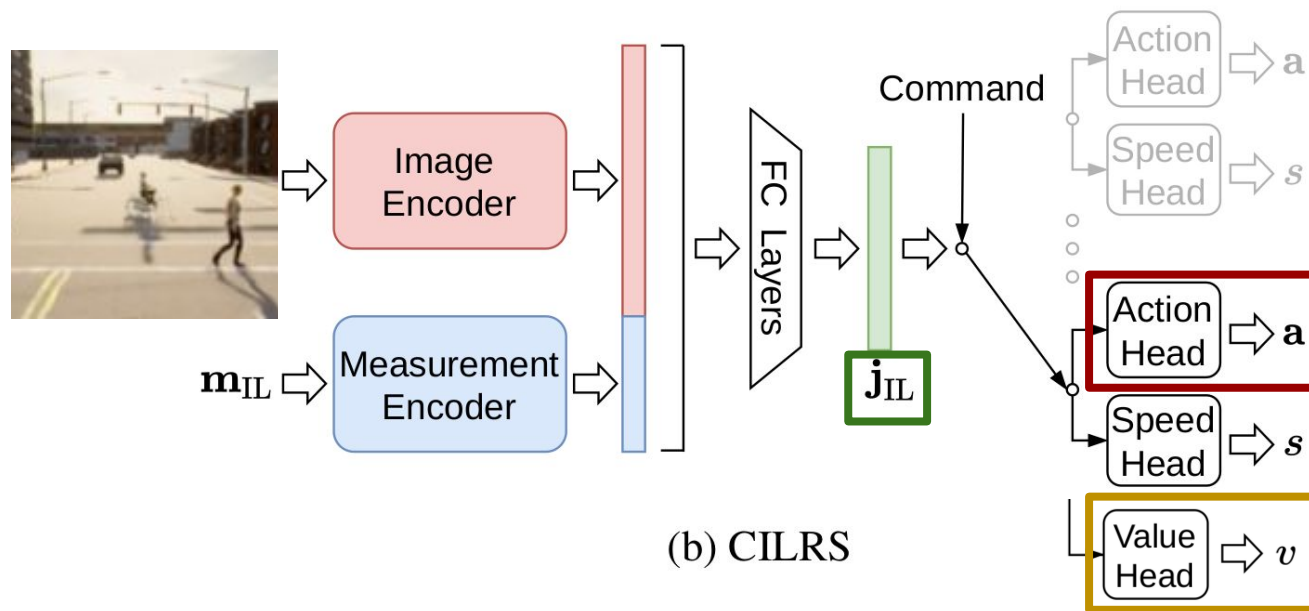 Image
Encoder
m_IL
Measurement
Encoder
FC Layers
j_IL
Command
Action
Head
a
Speed
Head
s
Action
Head
a
Speed
Head
s
Value
Head
v
(b) CILRS